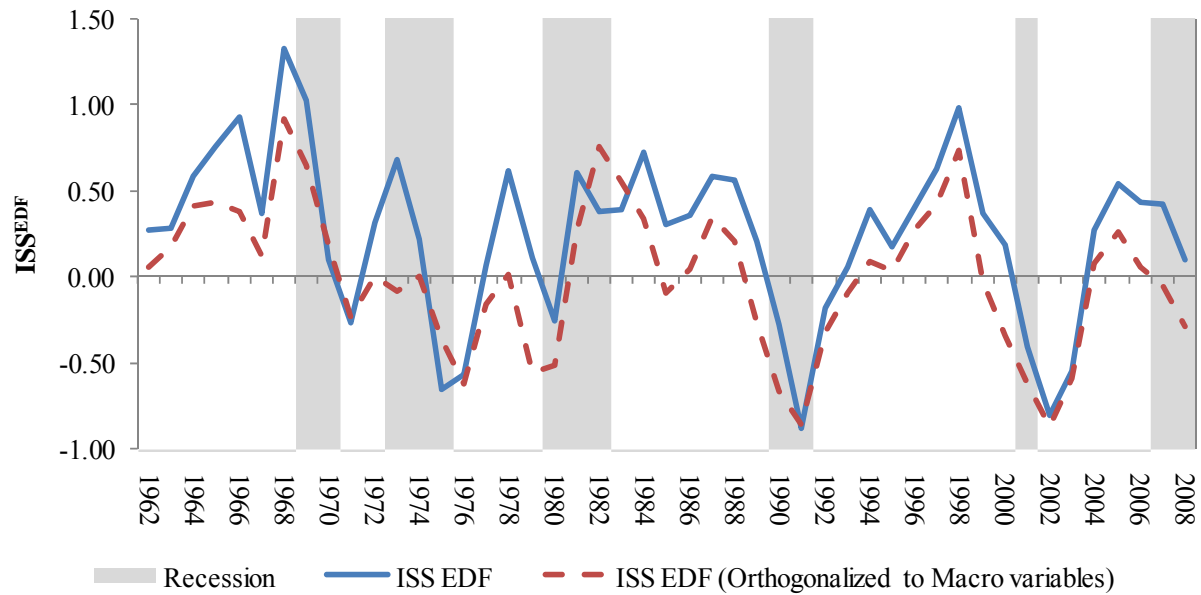 1.50
1.00
0.50
0.00
-0.50
-1.00
ISS^EDF
1962 1964 1966 1968 1970 1972 1974 1976 1978 1980 1982 1984 1986 1988 1990 1992 1994 1996 1998 2000 2002 2004 2006 2008
Recession ISS EDF ISS EDF (Orthogonalized to Macro variables)